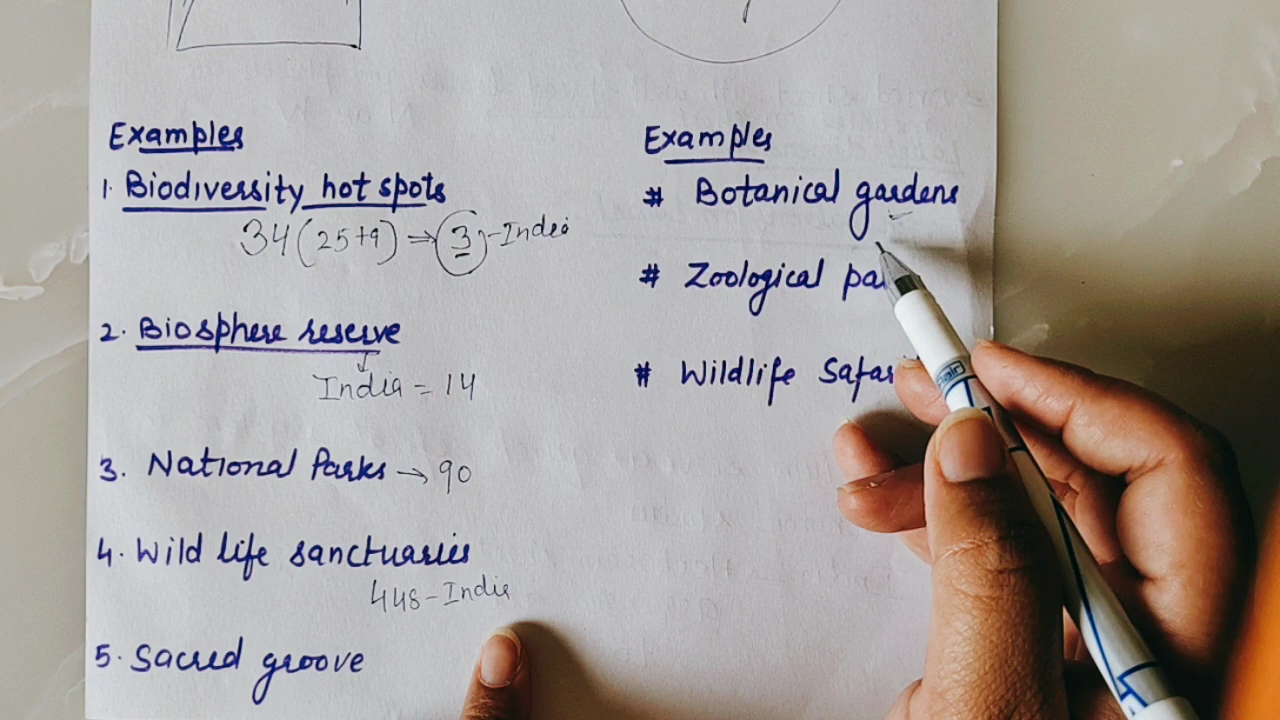 Examples
1. Biodiversity hot spots
34 (25+9) ⇒ 3 - India
2. Biosphere reserve
India = 14
3. National Parks → 90
4. Wild life sanctuaries
448 - India
5. Sacred groove
Examples
# Botanical gardens
# Zoological
# Wildlife